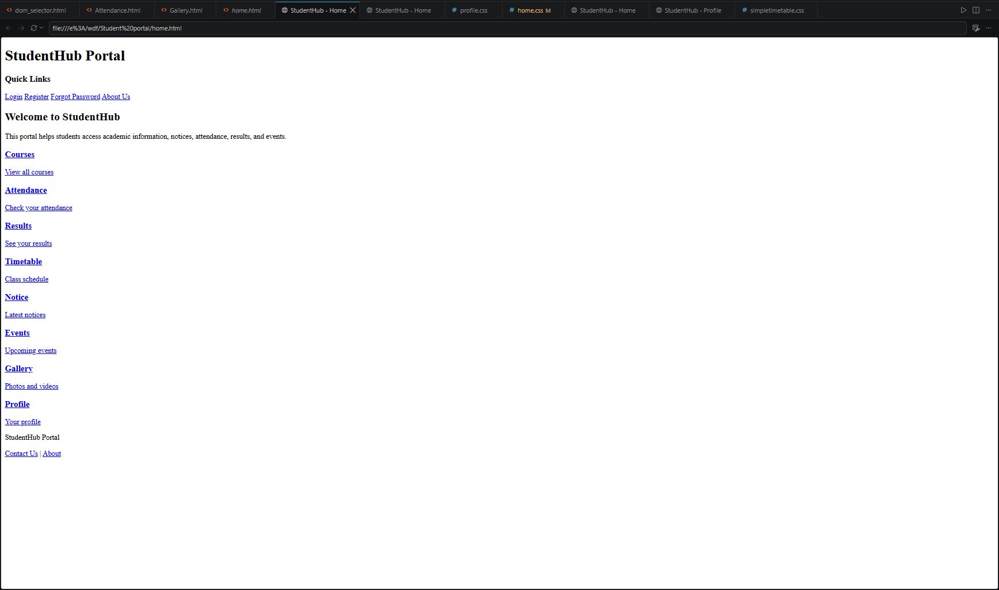 dom_selector.html Attendance.html Gallery.html home.html StudentHub - Home StudentHub - Home profile.css home.css M StudentHub - Home StudentHub - Profile simpletimetable.css
file:///e%3A/wdf/Student%20portal/home.html
StudentHub Portal
Quick Links
Login Register Forgot Password About Us
Welcome to StudentHub
This portal helps students access academic information, notices, attendance, results, and events.
Courses
View all courses
Attendance
Check your attendance
Results
See your results
Timetable
Class schedule
Notice
Latest notices
Events
Upcoming events
Gallery
Photos and videos
Profile
Your profile
StudentHub Portal
Contact Us | About